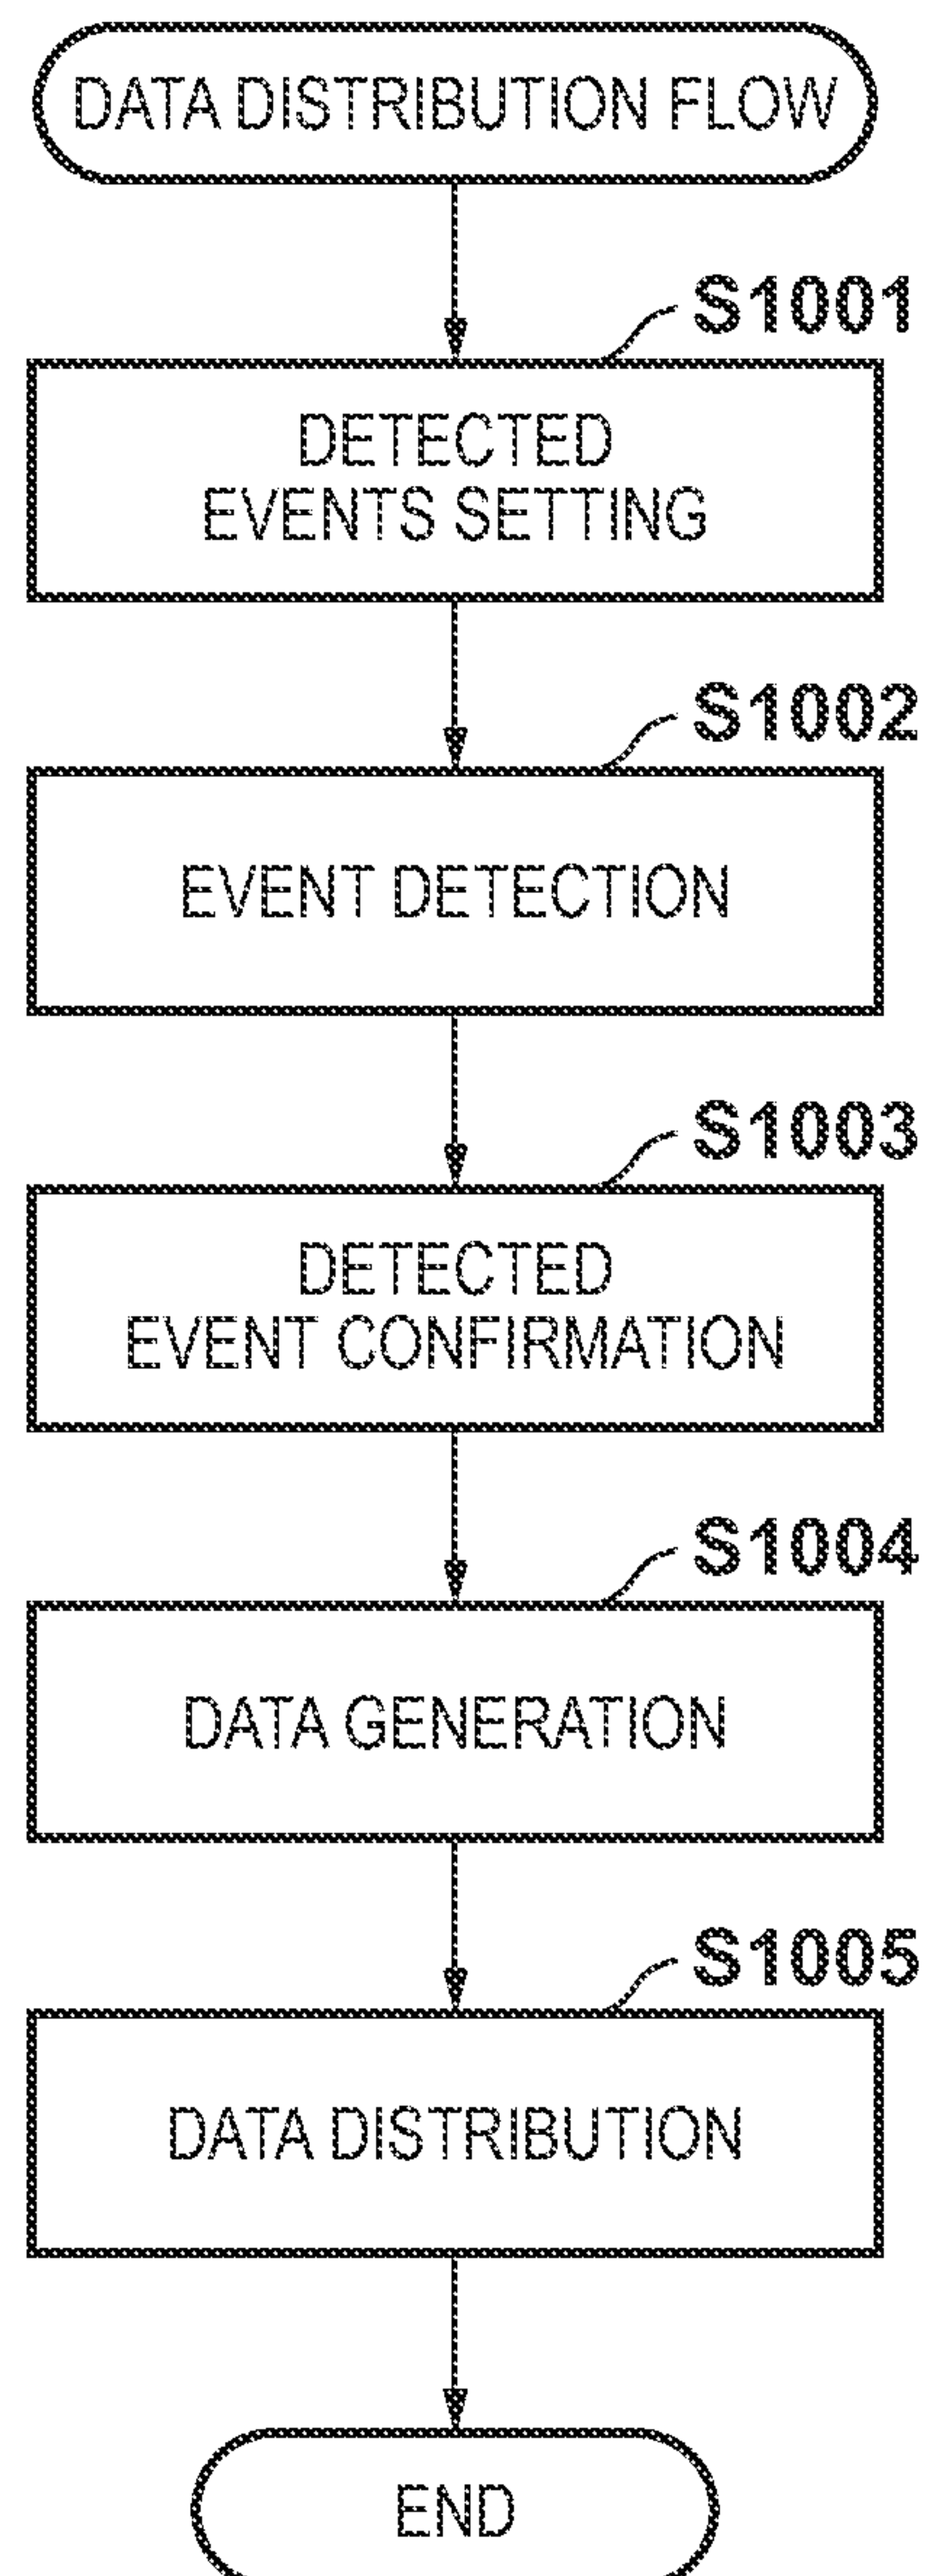 DATA DISTRIBUTION FLOW
S1001
DETECTED
EVENTS SETTING
S1002
EVENT DETECTION
S1003
DETECTED
EVENT CONFIRMATION
S1004
DATA GENERATION
S1005
DATA DISTRIBUTION
END